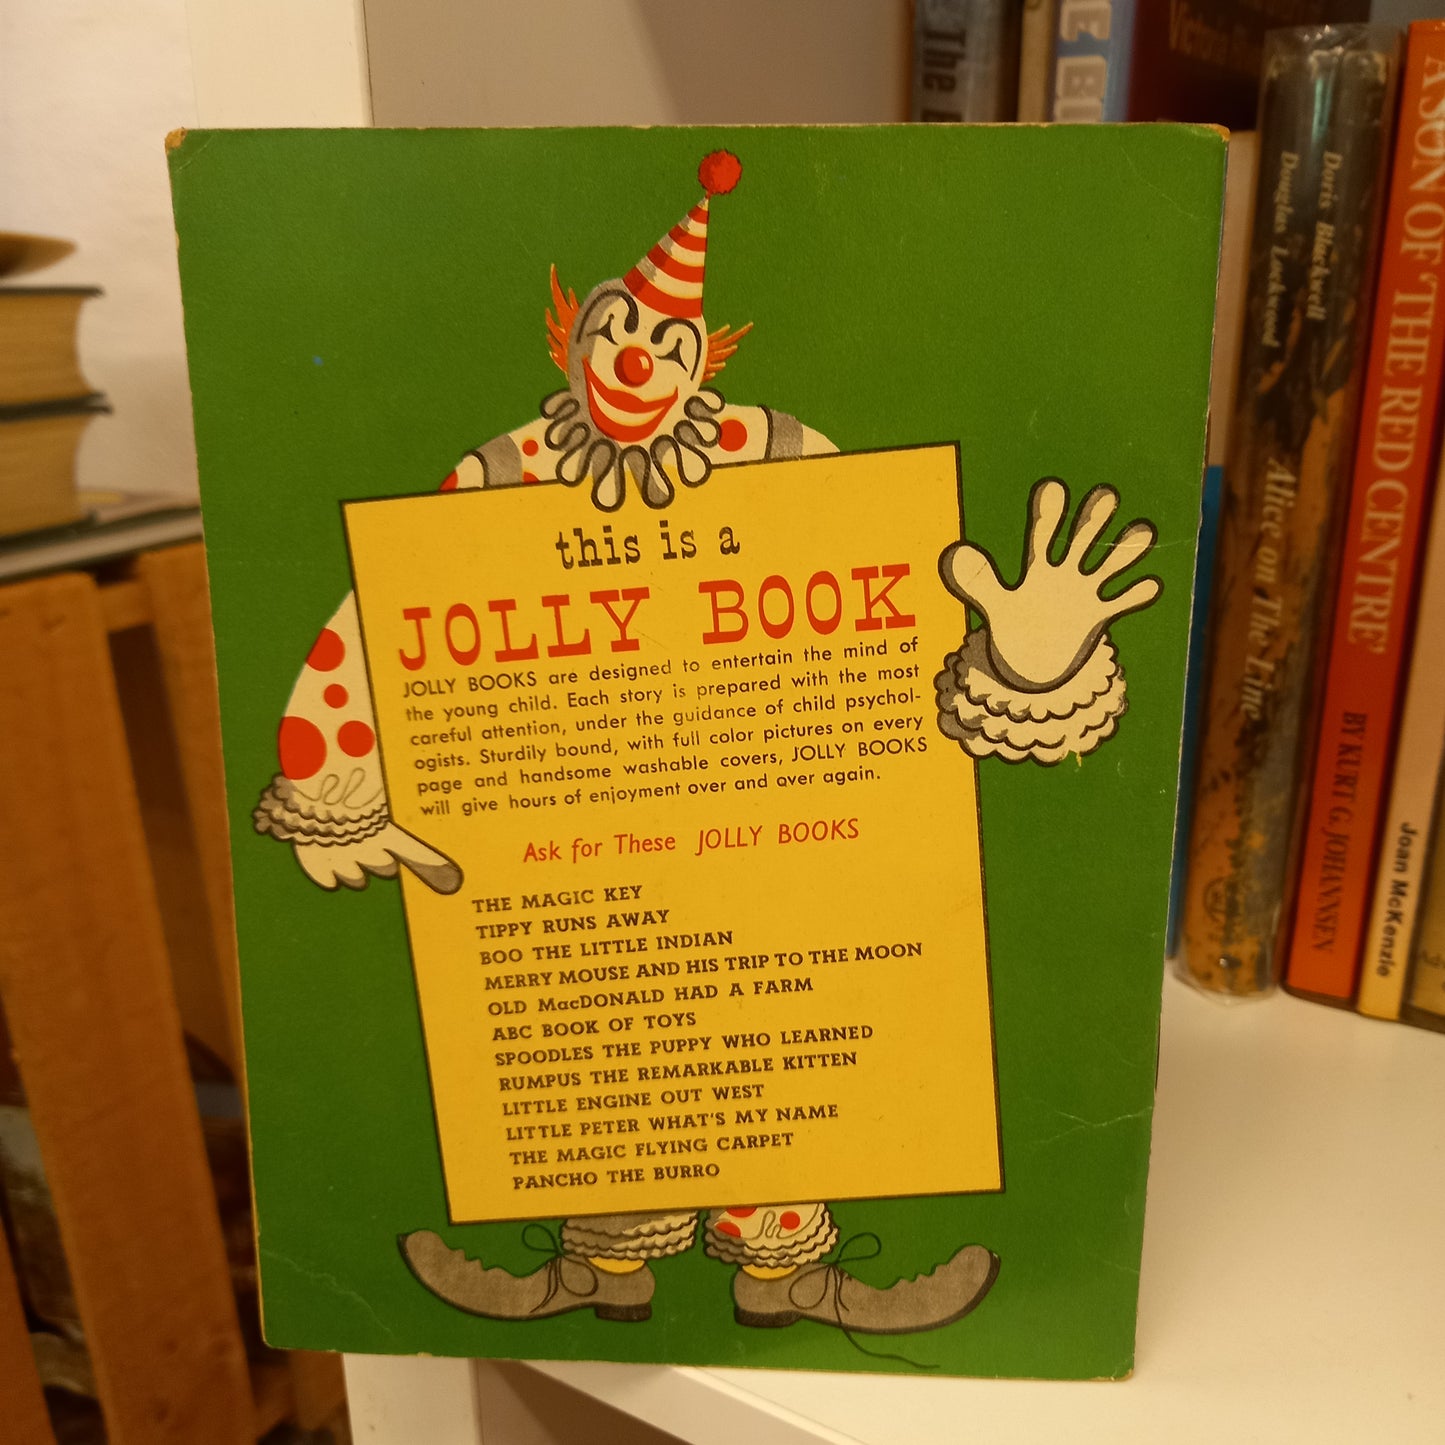 this is a
JOLLY BOOK
JOLLY BOOKS are designed to entertain the mind of
the young child. Each story is prepared with the most
careful attention, under the guidance of child psychol-
ogists. Sturdily bound, with full color pictures on every
page and handsome washable covers, JOLLY BOOKS
will give hours of enjoyment over and over again.
Ask for These JOLLY BOOKS
THE MAGIC KEY
TIPPY RUNS AWAY
BOO THE LITTLE INDIAN
MERRY MOUSE AND HIS TRIP TO THE MOON
OLD MacDONALD HAD A FARM
ABC BOOK OF TOYS
SPOODLES THE PUPPY WHO LEARNED
RUMPUS THE REMARKABLE KITTEN
LITTLE ENGINE OUT WEST
LITTLE PETER WHAT'S MY NAME
THE MAGIC FLYING CARPET
PANCHO THE BURRO
The
Victoria
Doris Blackwell
Douglas Lockwood
Alice on The Line
A SON OF 'THE RED CENTRE'
BY KURT G. JOHANNSEN
Joan McKenzie